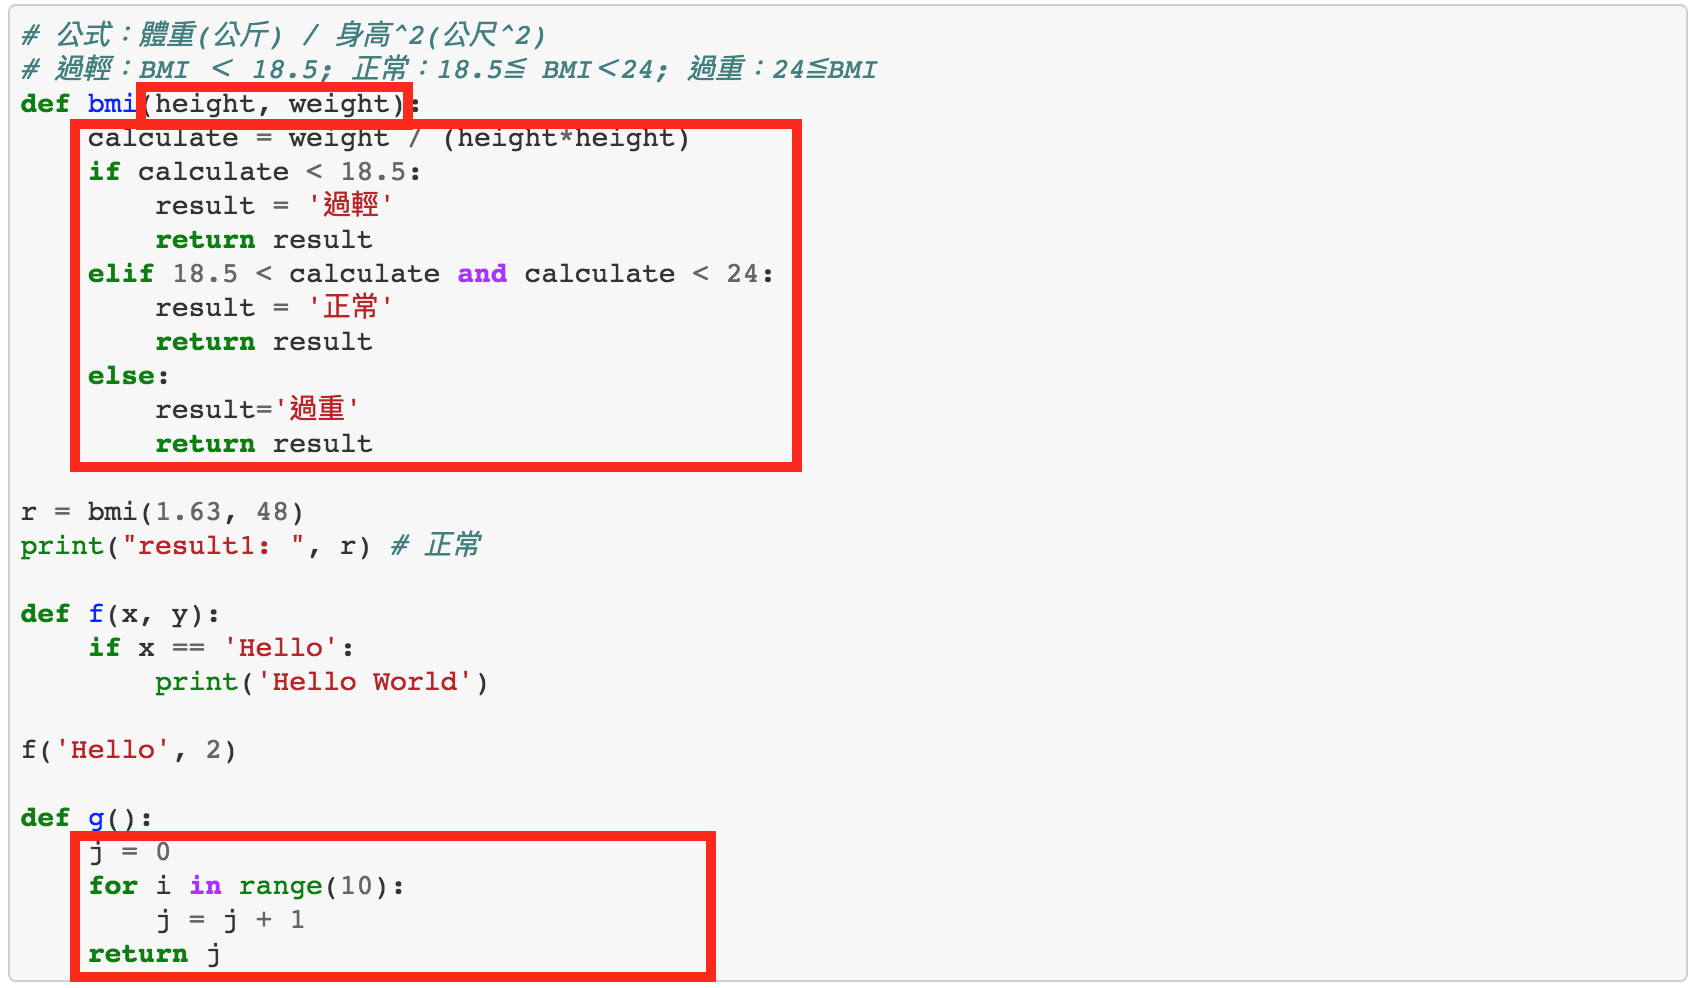 # 公式：體重(公斤) / 身高^2(公尺^2)
# 過輕：BMI ＜ 18.5; 正常：18.5≦ BMI＜24; 過重：24≦BMI
def bmi(height, weight):
    calculate = weight / (height*height)
    if calculate < 18.5:
        result = '過輕'
        return result
    elif 18.5 < calculate and calculate < 24:
        result = '正常'
        return result
    else:
        result='過重'
        return result
r = bmi(1.63, 48)
print("result1: ", r) # 正常
def f(x, y):
    if x == 'Hello':
        print('Hello World')
f('Hello', 2)
def g():
    j = 0
    for i in range(10):
        j = j + 1
    return j